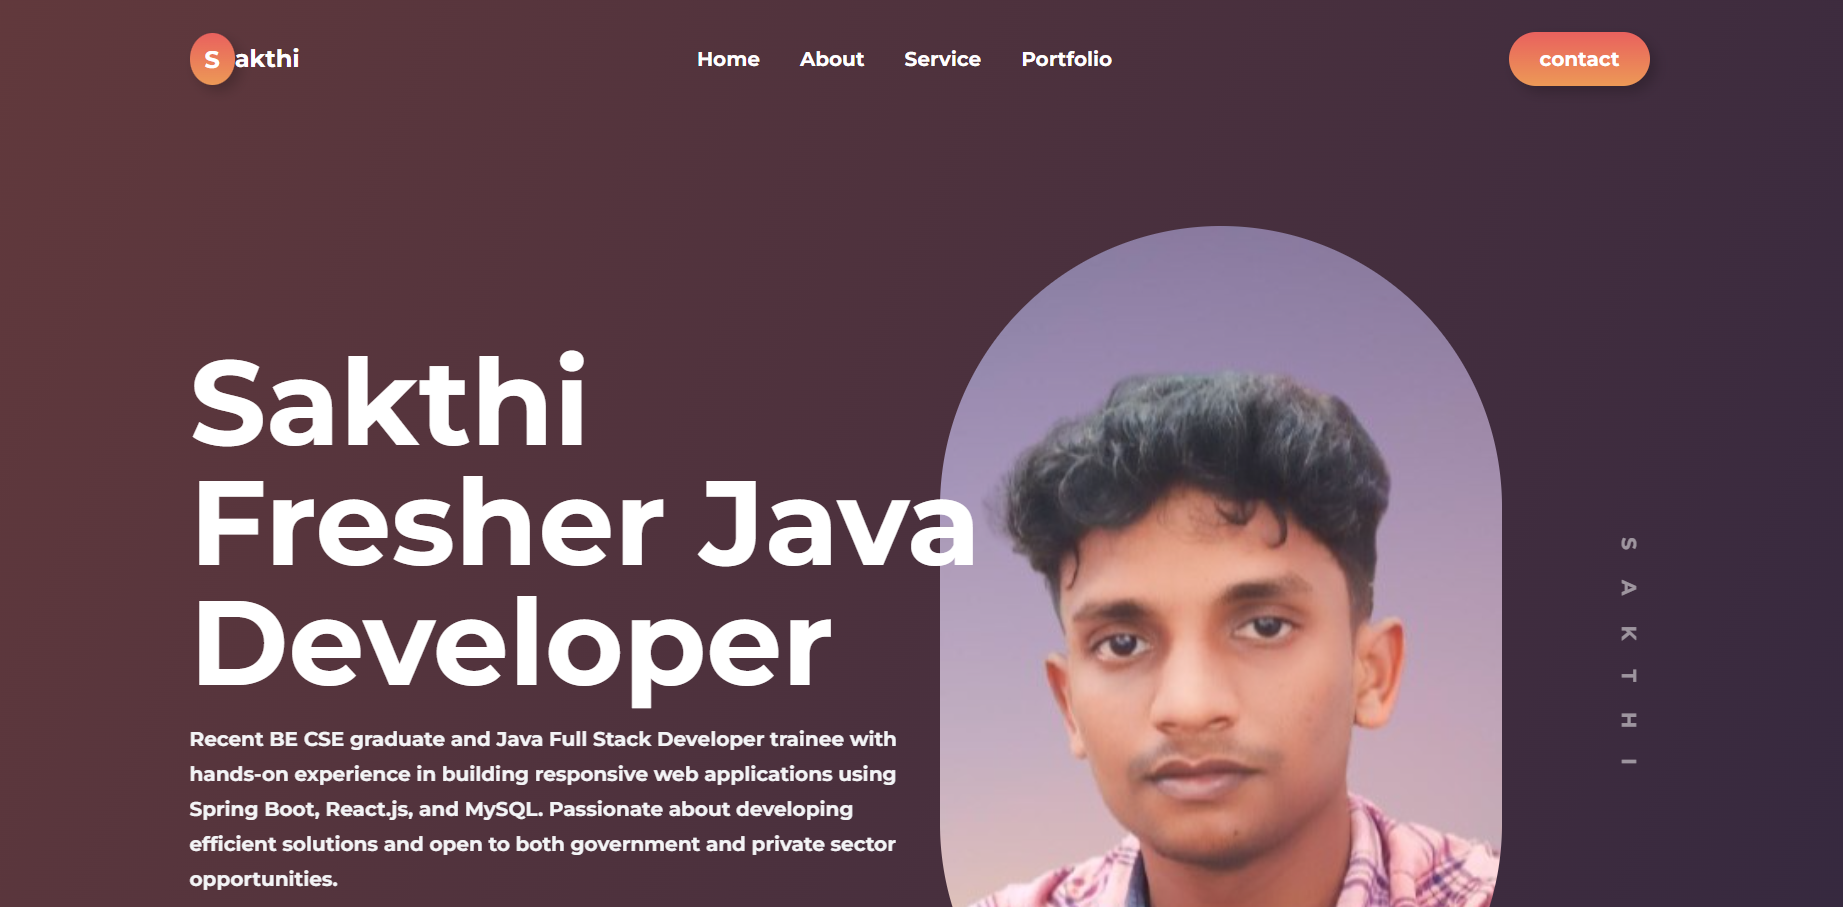 Sakthi
Home About Service Portfolio
contact
Sakthi
Fresher Java
Developer
Recent BE CSE graduate and Java Full Stack Developer trainee with
hands-on experience in building responsive web applications using
Spring Boot, React.js, and MySQL. Passionate about developing
efficient solutions and open to both government and private sector
opportunities.
SAKTHI